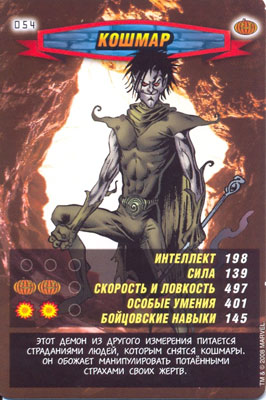 054
КОШМАР
ИНТЕЛЛЕКТ 198
СИЛА 139
СКОРОСТЬ И ЛОВКОСТЬ 497
ОСОБЫЕ УМЕНИЯ 401
БОЙЦОВСКИЕ НАВЫКИ 145
ЭТОТ ДЕМОН ИЗ ДРУГОГО ИЗМЕРЕНИЯ ПИТАЕТСЯ
СТРАДАНИЯМИ ЛЮДЕЙ, КОТОРЫМ СНЯТСЯ КОШМАРЫ.
ОН ОБОЖАЕТ МАНИПУЛИРОВАТЬ ПОТАЁННЫМИ
СТРАХАМИ СВОИХ ЖЕРТВ.
TM & © 2008 MARVEL